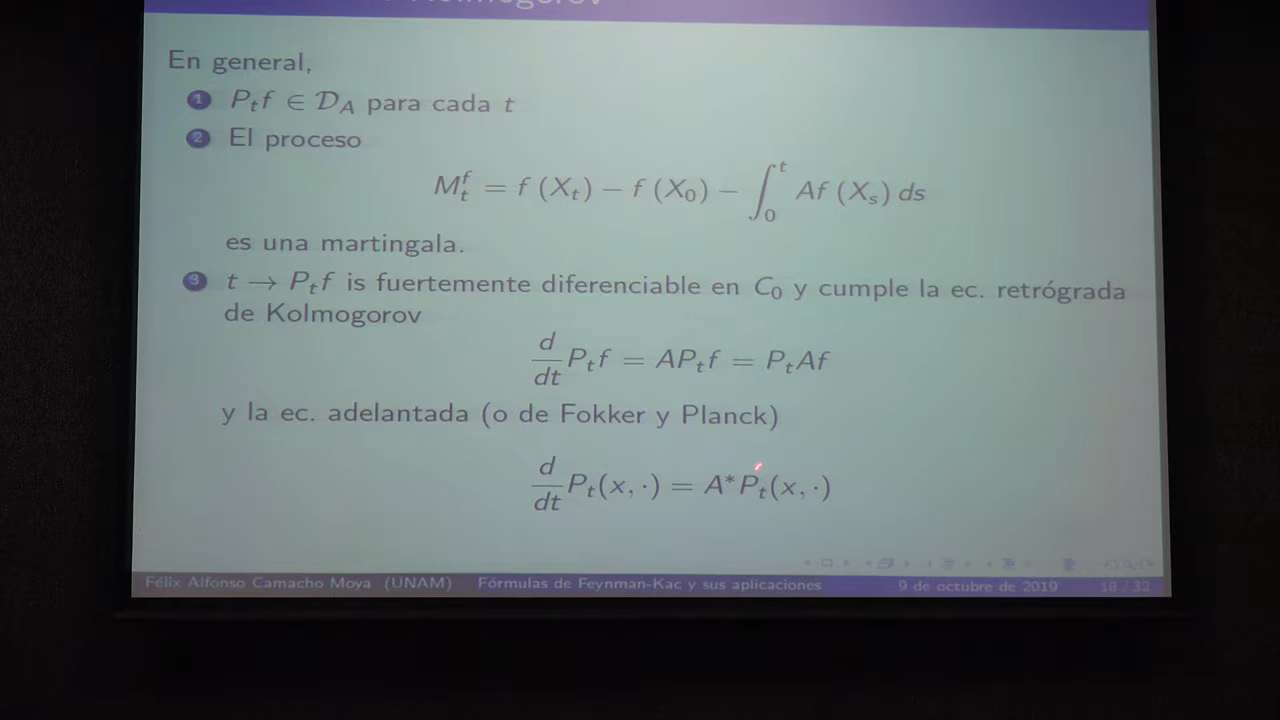 Kolmogorov
En general,
1 P_t f ∈ 𝒟_A para cada t
2 El proceso
M_t^f = f (X_t) − f (X_0) − ∫_0^t Af (X_s) ds
es una martingala.
3 t → P_t f is fuertemente diferenciable en C_0 y cumple la ec. retrógrada
de Kolmogorov
d/dt P_t f = AP_t f = P_t Af
y la ec. adelantada (o de Fokker y Planck)
d/dt P_t(x, ·) = A* P_t(x, ·)
Félix Alfonso Camacho Moya (UNAM) Fórmulas de Feynman-Kac y sus aplicaciones 9 de octubre de 2019 18 / 32